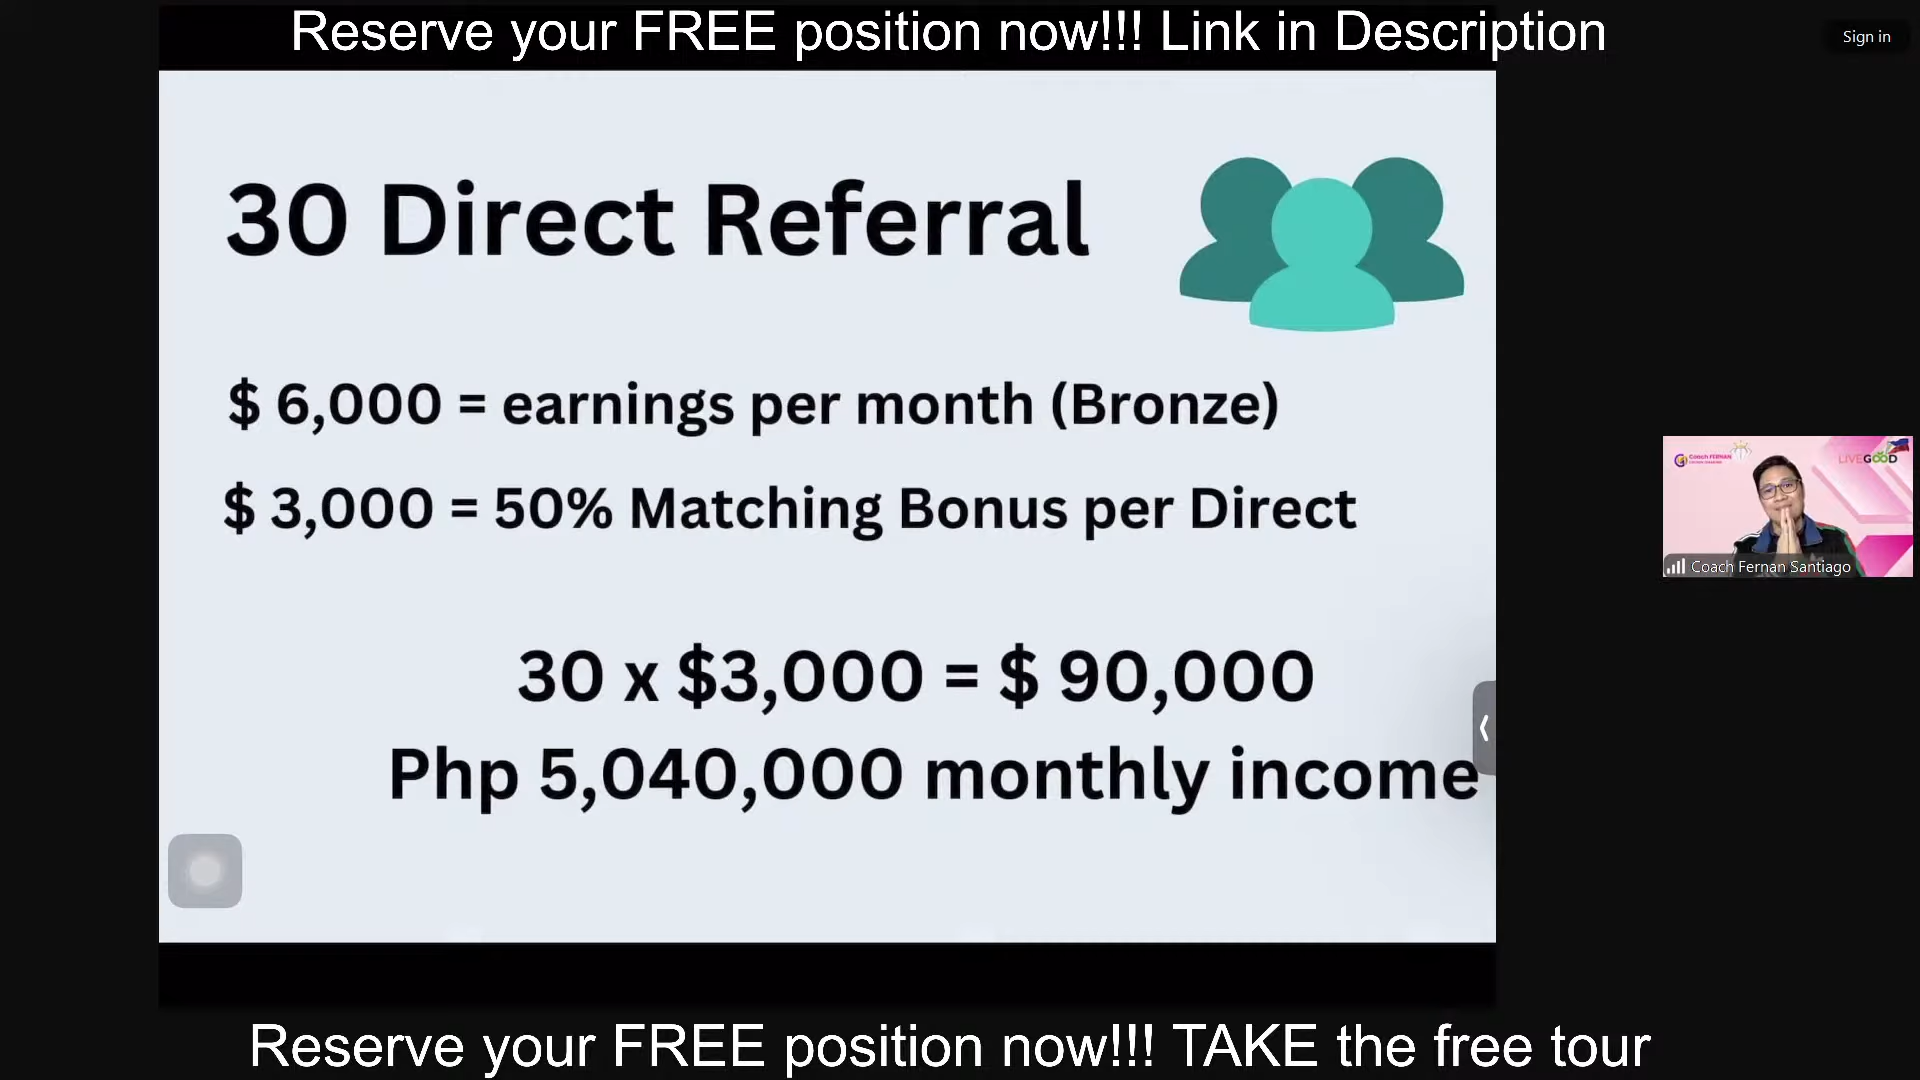 Reserve your FREE position now!!! Link in Description
Sign in
30 Direct Referral
$ 6,000 = earnings per month (Bronze)
$ 3,000 = 50% Matching Bonus per Direct
30 x $3,000 = $ 90,000
Php 5,040,000 monthly income
Coach FERNAN
LIVEGOOD
Coach Fernan Santiago
Reserve your FREE position now!!! TAKE the free tour